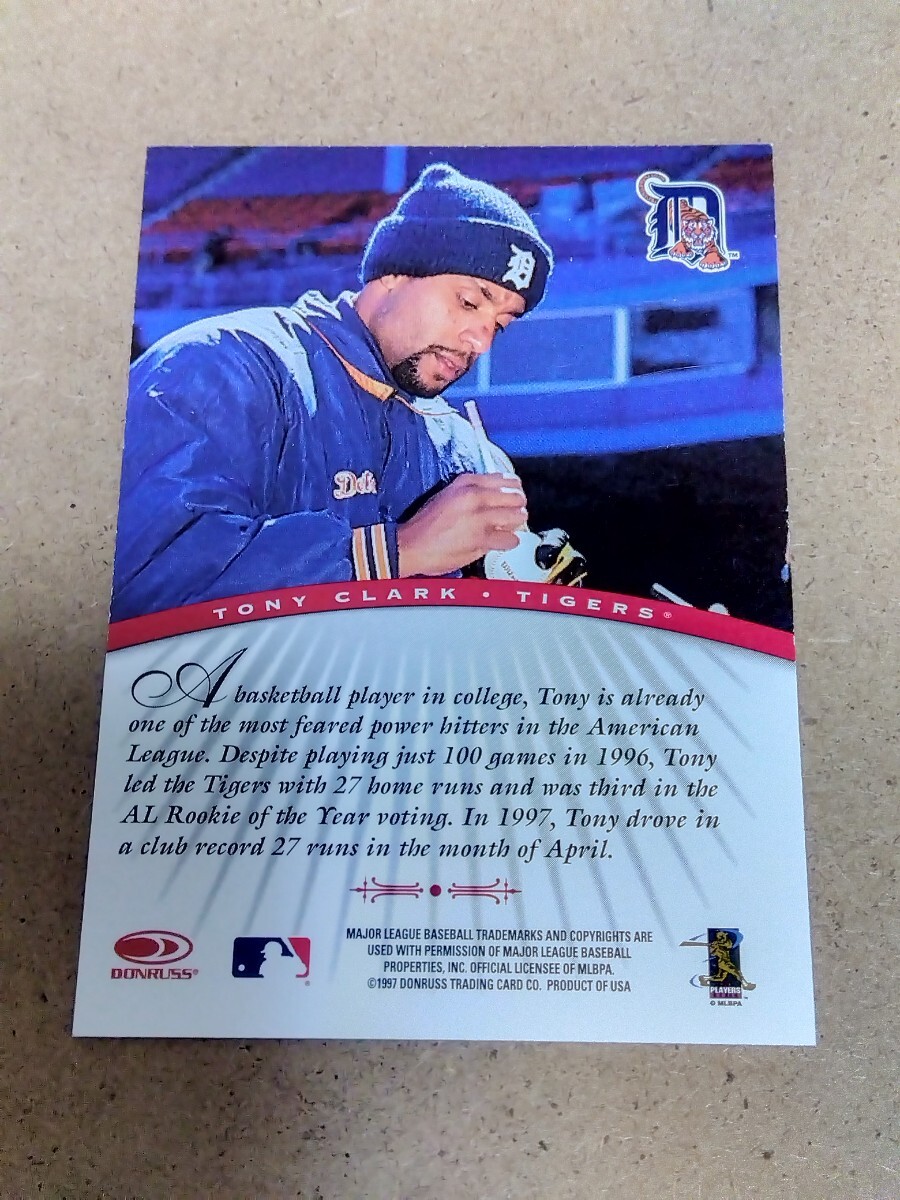 D
™
D
Det
TONY CLARK • TIGERS®
A basketball player in college, Tony is already
one of the most feared power hitters in the American
League. Despite playing just 100 games in 1996, Tony
led the Tigers with 27 home runs and was third in the
AL Rookie of the Year voting. In 1997, Tony drove in
a club record 27 runs in the month of April.
DONRUSS®
MAJOR LEAGUE BASEBALL TRADEMARKS AND COPYRIGHTS ARE
USED WITH PERMISSION OF MAJOR LEAGUE BASEBALL
PROPERTIES, INC. OFFICIAL LICENSEE OF MLBPA.
©1997 DONRUSS TRADING CARD CO. PRODUCT OF USA
PLAYERS
© MLBPA